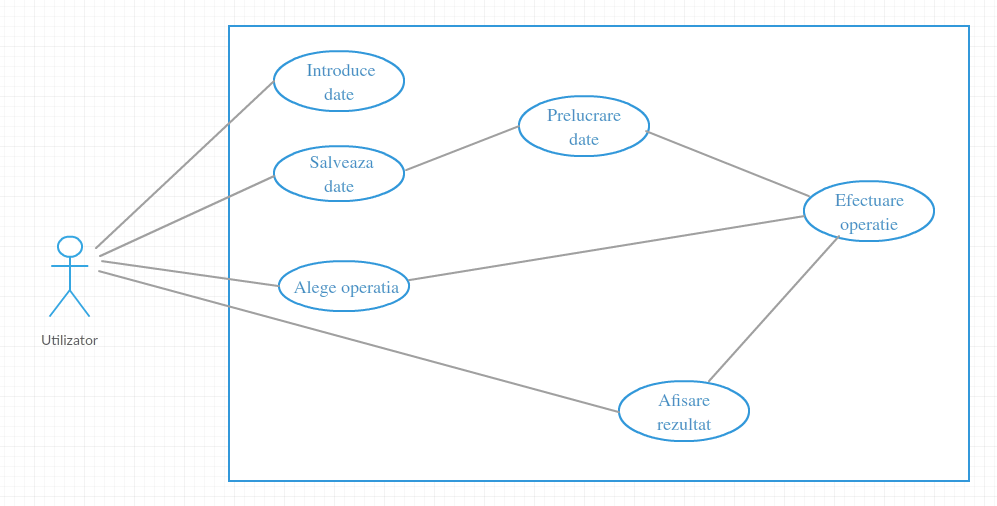 Introduce
date
Prelucrare
date
Salveaza
date
Efectuare
operatie
Alege operatia
Utilizator
Afisare
rezultat